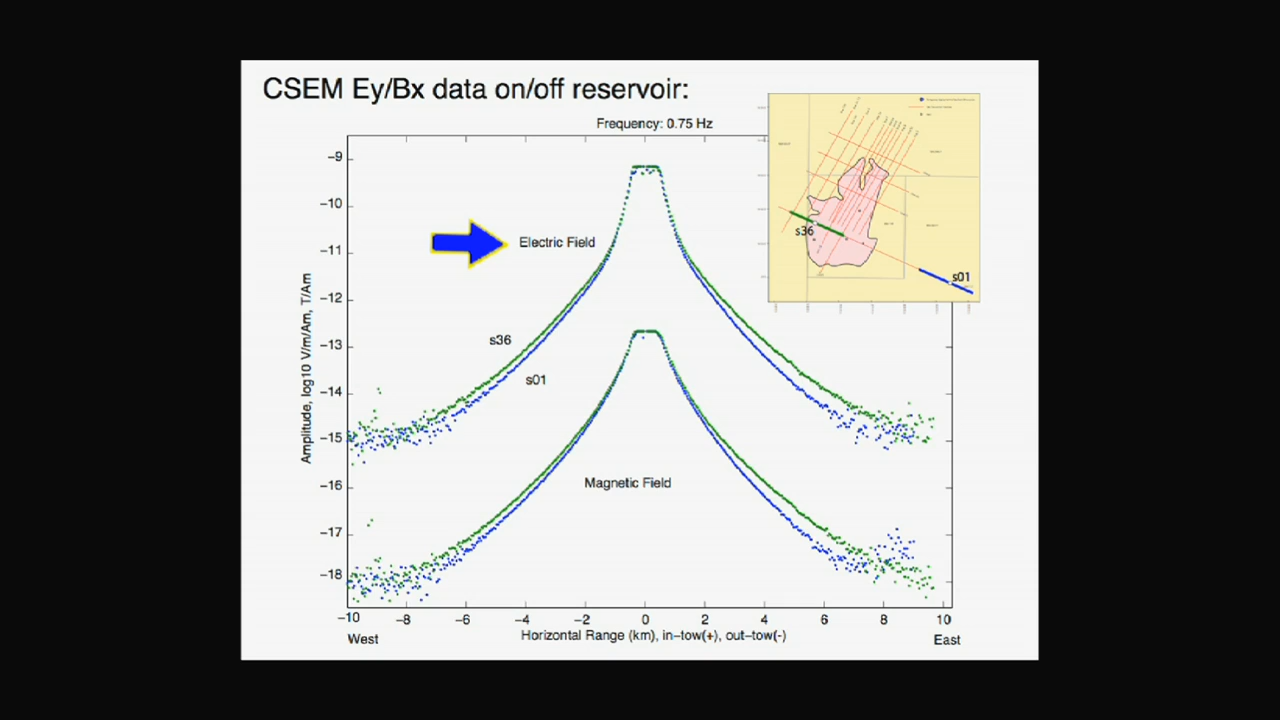 CSEM Ey/Bx data on/off reservoir:
Frequency: 0.75 Hz
s36
s01
−9
−10
−11
−12
−13
−14
−15
−16
−17
−18
Amplitude, log10 V/m/Am, T/Am
Electric Field
s36
s01
Magnetic Field
−10 −8 −6 −4 −2 0 2 4 6 8 10
West Horizontal Range (km), in−tow(+), out−tow(-) East